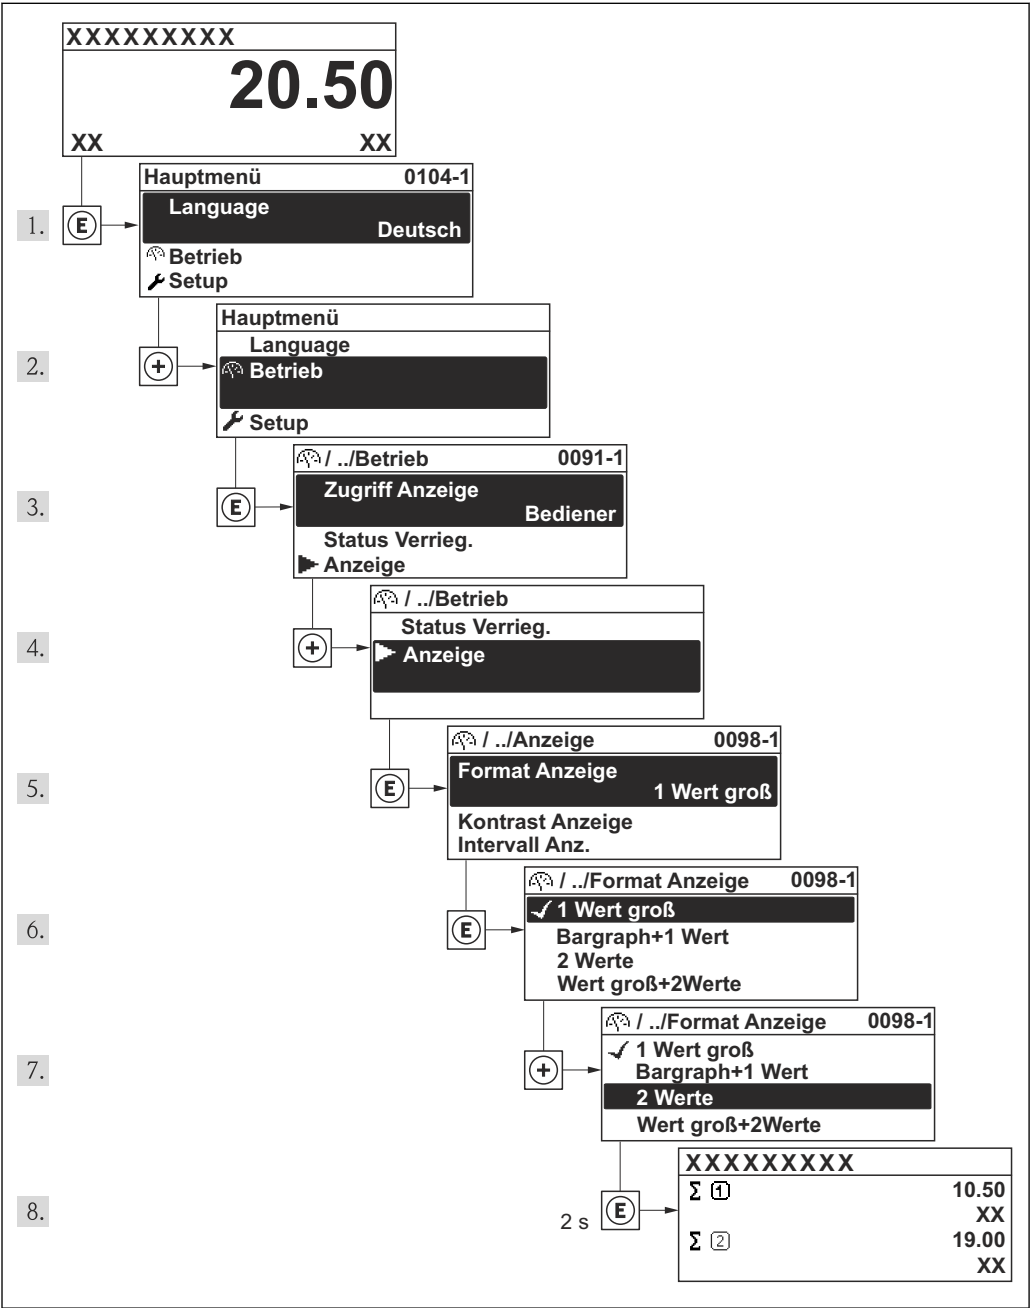 XXXXXXXXX
20.50
XX XX
Hauptmenü 0104-1
1. E Language
Deutsch
Betrieb
Setup
Hauptmenü
Language
2. + Betrieb
Setup
/ ../Betrieb 0091-1
3. E Zugriff Anzeige
Bediener
Status Verrieg.
Anzeige
/ ../Betrieb
Status Verrieg.
4. + Anzeige
/ ../Anzeige 0098-1
5. E Format Anzeige
1 Wert groß
Kontrast Anzeige
Intervall Anz.
/ ../Format Anzeige 0098-1
1 Wert groß
6. E Bargraph+1 Wert
2 Werte
Wert groß+2Werte
/ ../Format Anzeige 0098-1
1 Wert groß
7. + Bargraph+1 Wert
2 Werte
Wert groß+2Werte
XXXXXXXXX
Σ 1 10.50
8. 2 s E XX
Σ 2 19.00
XX